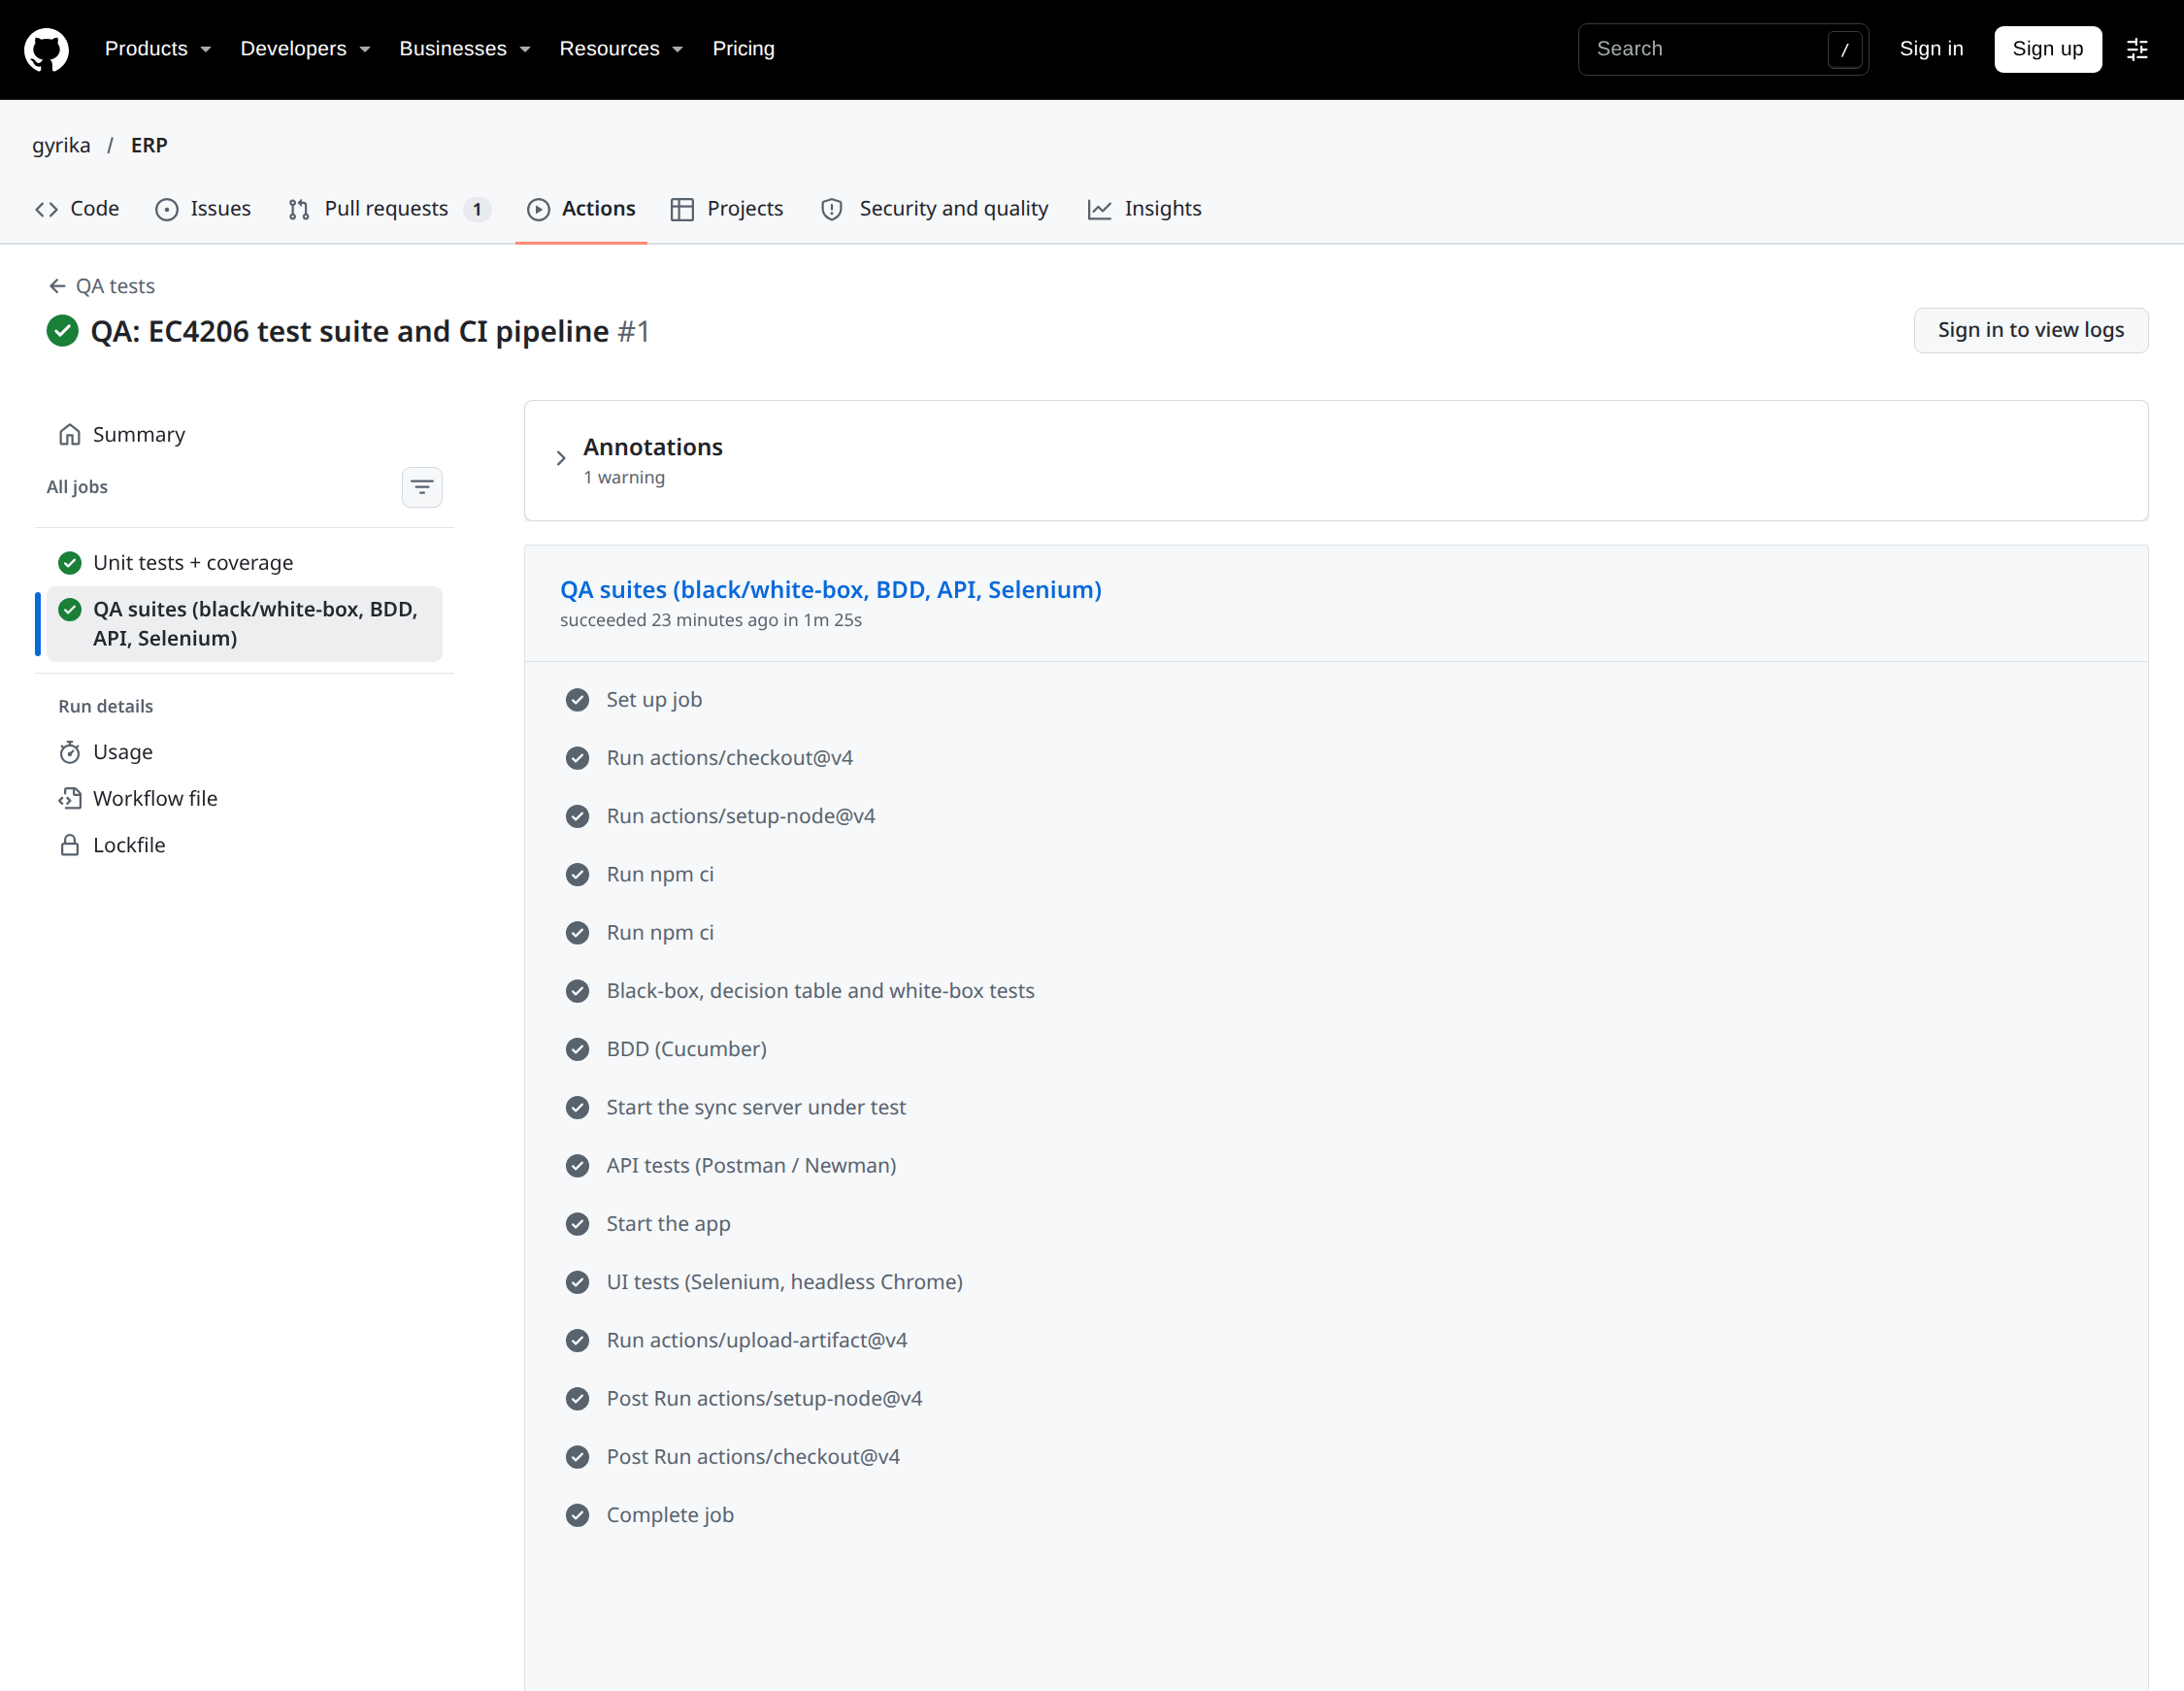 Products Developers Businesses Resources Pricing Search / Sign in Sign up
gyrika / ERP
Code Issues Pull requests 1 Actions Projects Security and quality Insights
QA tests
QA: EC4206 test suite and CI pipeline #1
Sign in to view logs
Summary
All jobs
Unit tests + coverage
QA suites (black/white-box, BDD,
API, Selenium)
Run details
Usage
Workflow file
Lockfile
Annotations
1 warning
QA suites (black/white-box, BDD, API, Selenium)
succeeded 23 minutes ago in 1m 25s
Set up job
Run actions/checkout@v4
Run actions/setup-node@v4
Run npm ci
Run npm ci
Black-box, decision table and white-box tests
BDD (Cucumber)
Start the sync server under test
API tests (Postman / Newman)
Start the app
UI tests (Selenium, headless Chrome)
Run actions/upload-artifact@v4
Post Run actions/setup-node@v4
Post Run actions/checkout@v4
Complete job